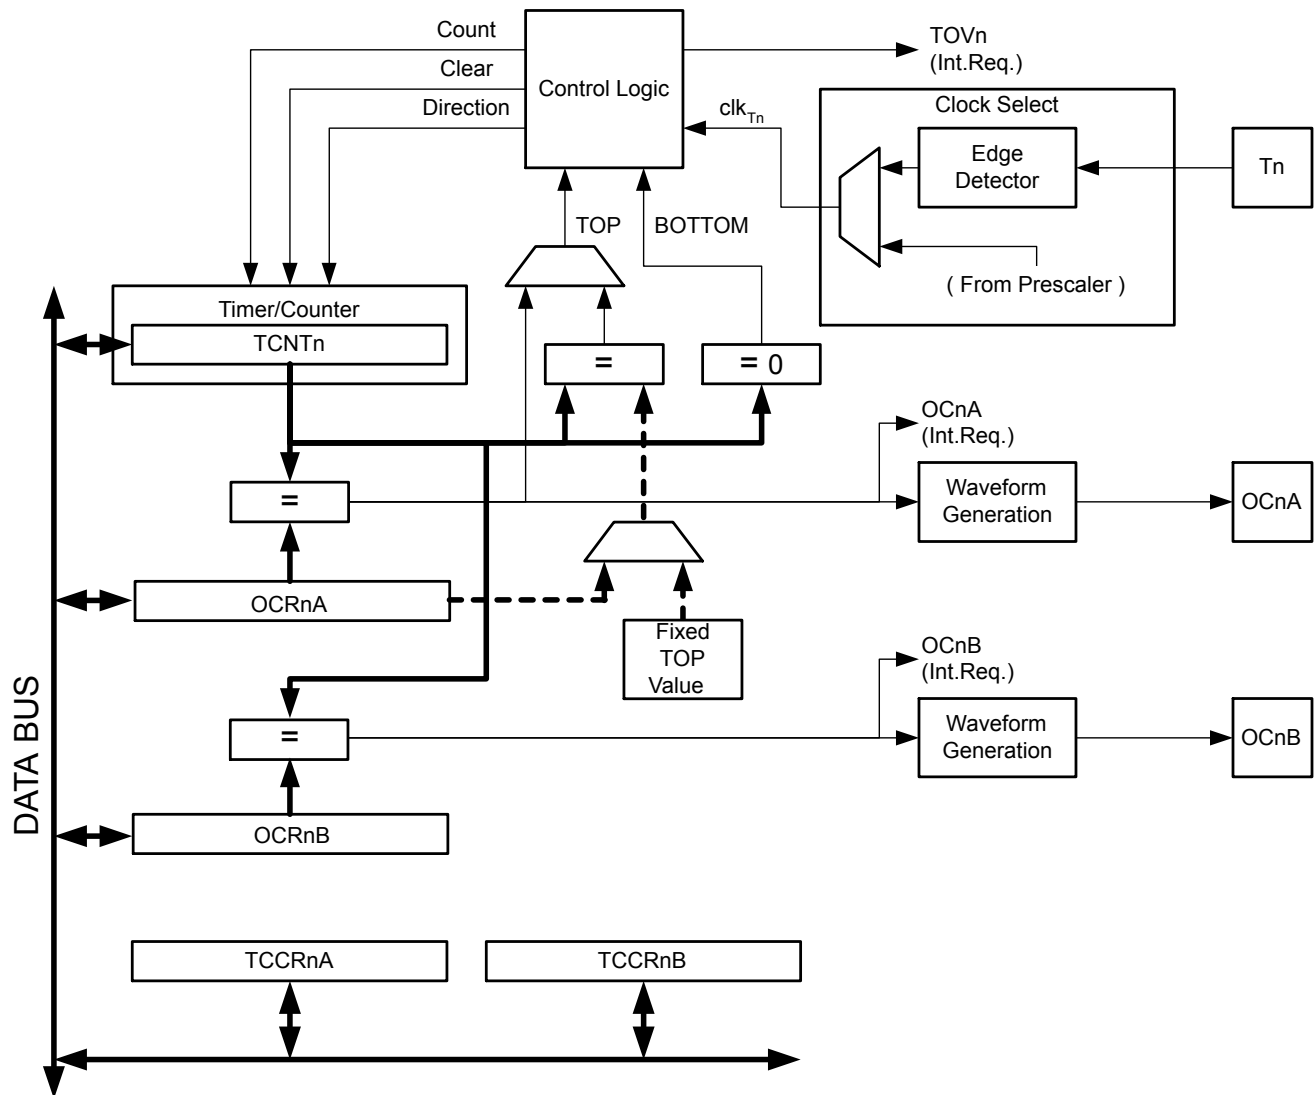 Count
Clear
Direction
Control Logic
TOVn
(Int.Req.)
clkTn
Clock Select
Edge
Detector
Tn
( From Prescaler )
TOP
BOTTOM
Timer/Counter
TCNTn
=
= 0
OCnA
(Int.Req.)
=
Waveform
Generation
OCnA
OCRnA
Fixed
TOP
Value
OCnB
(Int.Req.)
=
Waveform
Generation
OCnB
OCRnB
DATA BUS
TCCRnA
TCCRnB